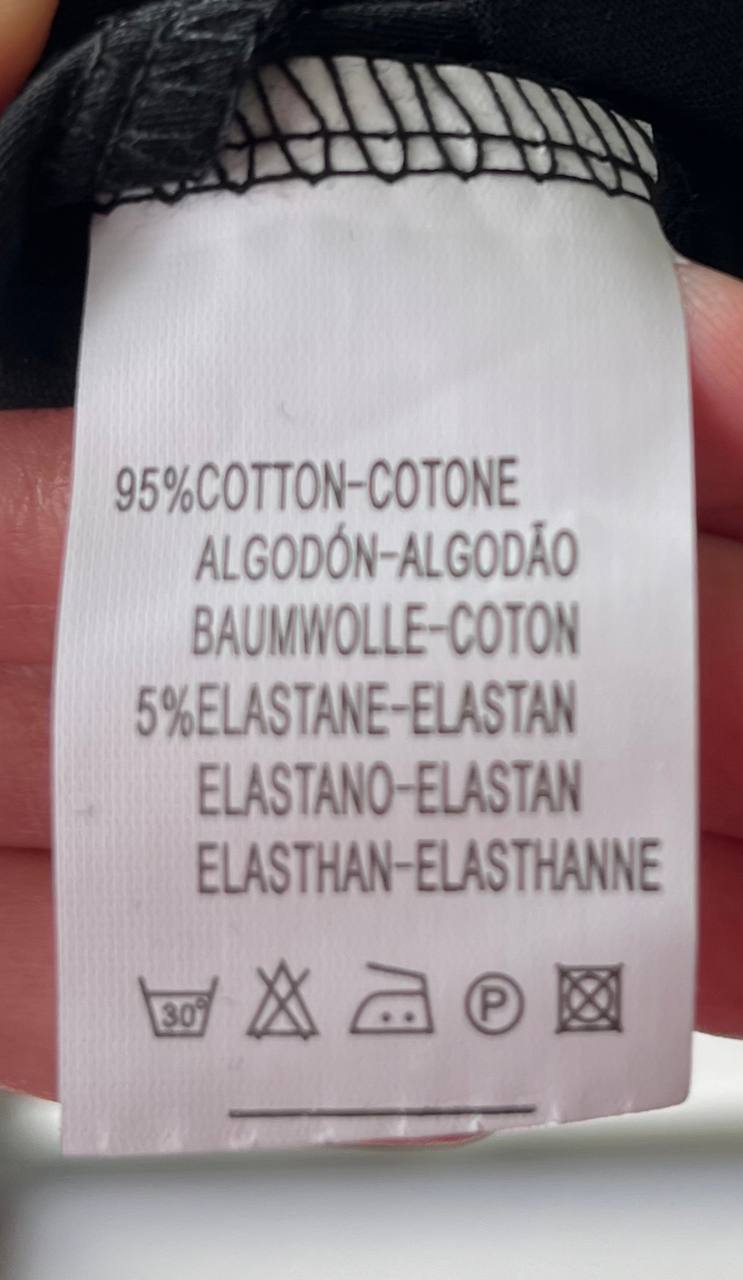 95%COTTON-COTONE
ALGODÓN-ALGODÃO
BAUMWOLLE-COTON
5%ELASTANE-ELASTAN
ELASTANO-ELASTAN
ELASTHAN-ELASTHANNE
30° P